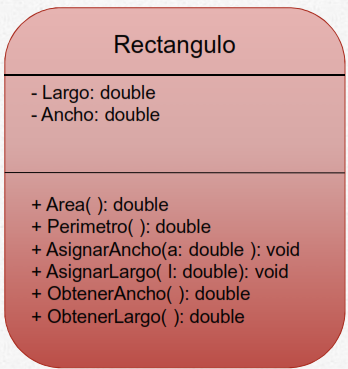 Rectangulo
- Largo: double
- Ancho: double
+ Area( ): double
+ Perimetro( ): double
+ AsignarAncho(a: double ): void
+ AsignarLargo( l: double): void
+ ObtenerAncho( ): double
+ ObtenerLargo( ): double